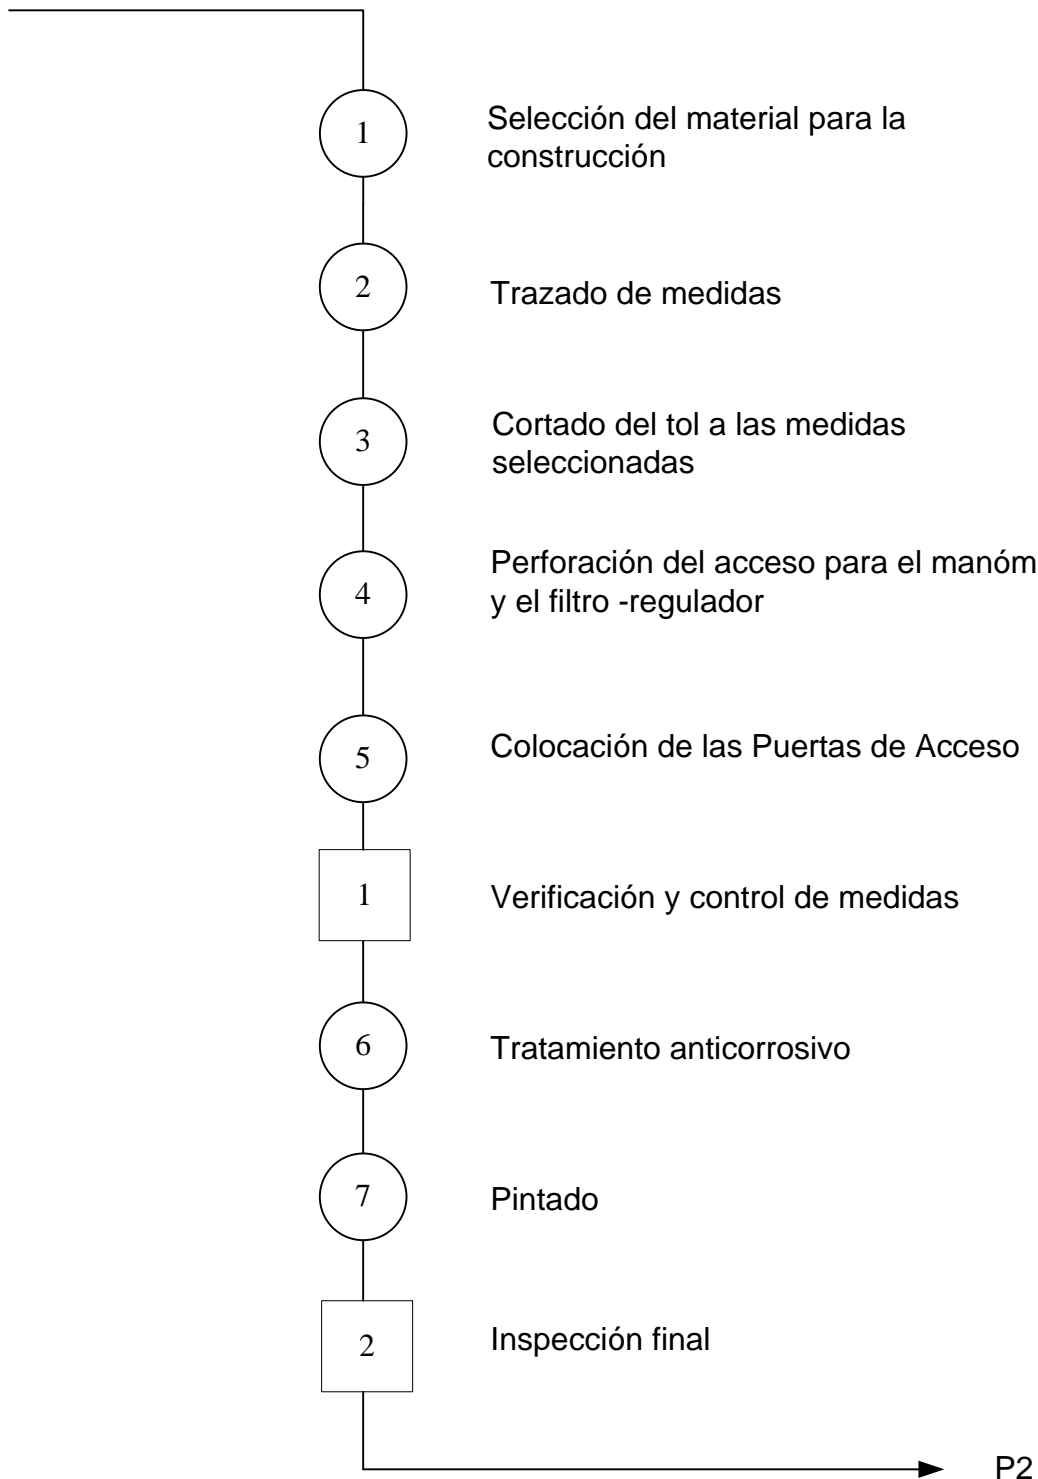 1
Selección del material para la
construcción
2
Trazado de medidas
3
Cortado del tol a las medidas
seleccionadas
4
Perforación del acceso para el manóm
y el filtro -regulador
5
Colocación de las Puertas de Acceso
1
Verificación y control de medidas
6
Tratamiento anticorrosivo
7
Pintado
2
Inspección final
P2